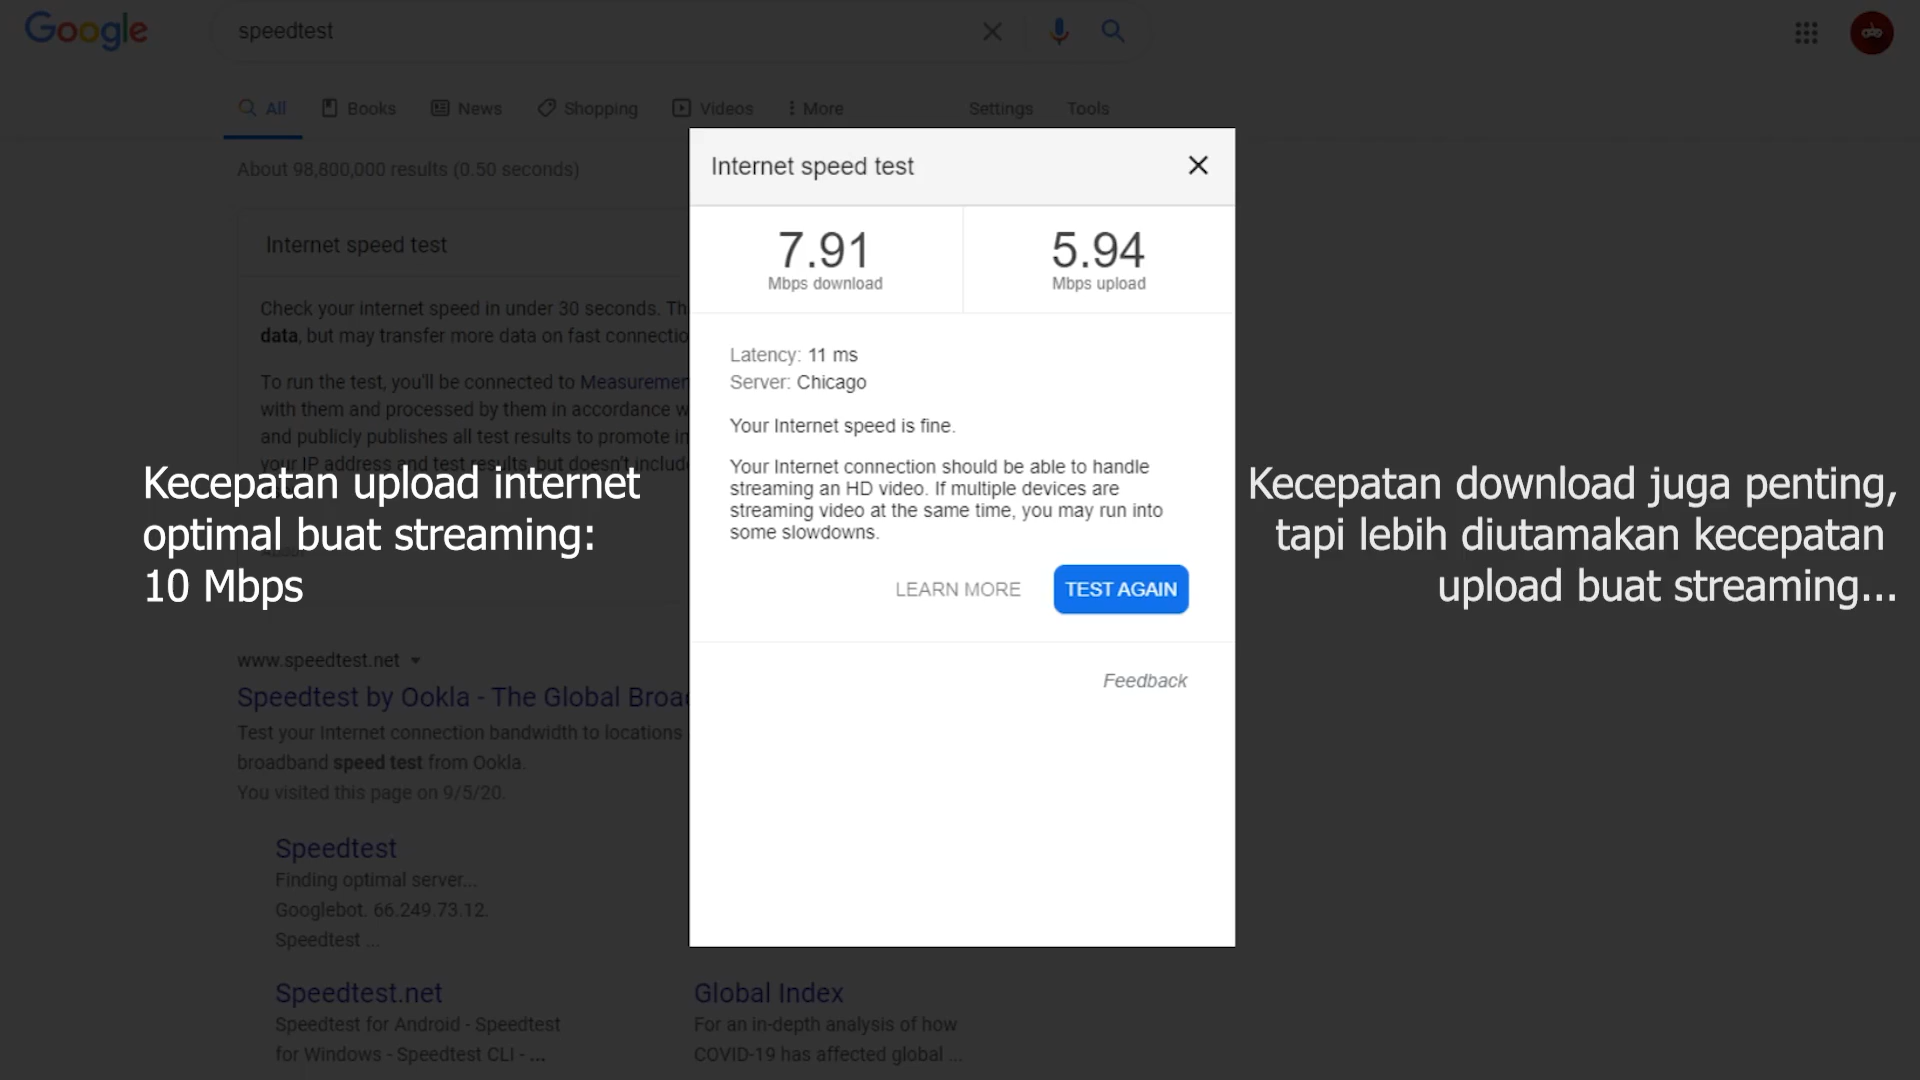 Google
speedtest
All
Books
News
Shopping
Videos
More
Settings
Tools
About 98,800,000 results (0.50 seconds)
Internet speed test
Check your internet speed in under 30 seconds. Th
data, but may transfer more data on fast connectio
To run the test, you'll be connected to Measuremen
with them and processed by them in accordance w
and publicly publishes all test results to promote in
your IP address and test results, but doesn't include
Internet speed test
7.91
Mbps download
5.94
Mbps upload
Latency: 11 ms
Server: Chicago
Your Internet speed is fine.
Your Internet connection should be able to handle
streaming an HD video. If multiple devices are
streaming video at the same time, you may run into
some slowdowns.
LEARN MORE
TEST AGAIN
Feedback
Kecepatan upload internet
optimal buat streaming:
10 Mbps
Kecepatan download juga penting,
tapi lebih diutamakan kecepatan
upload buat streaming...
www.speedtest.net
Speedtest by Ookla - The Global Broa
Test your Internet connection bandwidth to locations
broadband speed test from Ookla.
You visited this page on 9/5/20.
Speedtest
Finding optimal server...
Googlebot. 66.249.73.12.
Speedtest ...
Speedtest.net
Speedtest for Android - Speedtest
for Windows - Speedtest CLI - ...
Global Index
For an in-depth analysis of how
COVID-19 has affected global ...